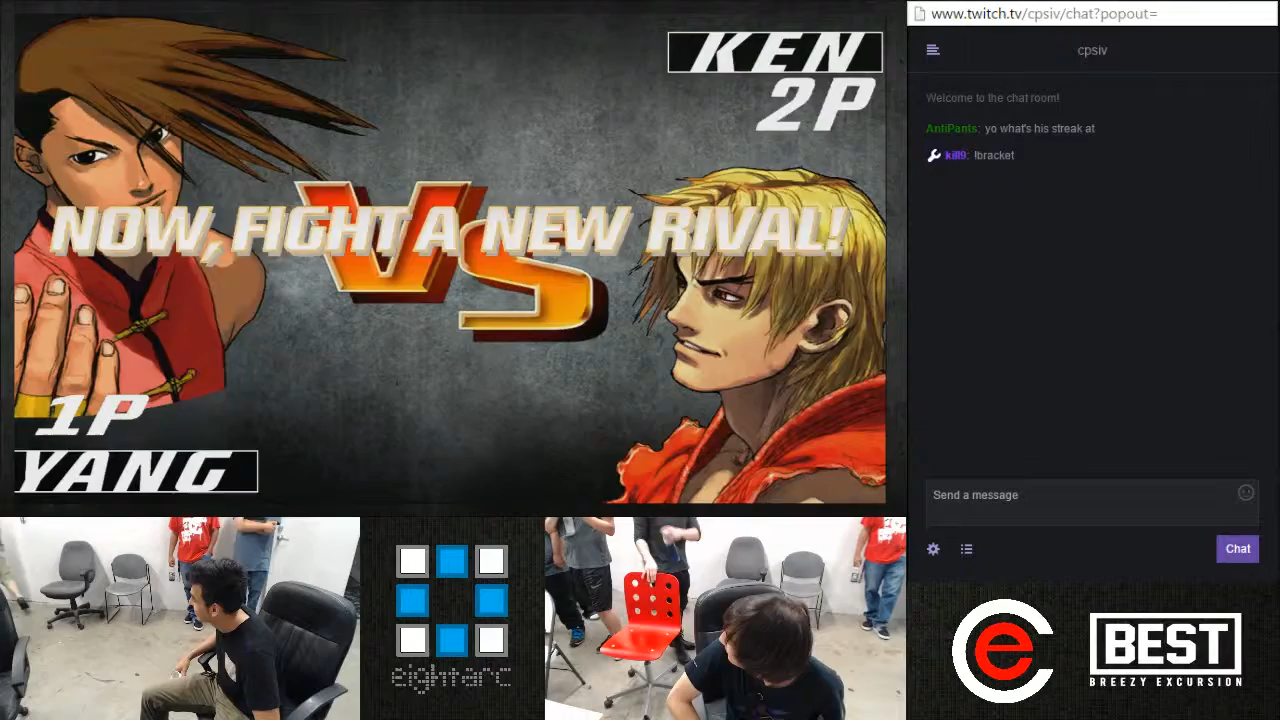 KEN
2P
NOW, FIGHT A NEW RIVAL!
VS
1P
YANG
www.twitch.tv/cpsiv/chat?popout=
cpsiv
Welcome to the chat room!
AntiPants: yo what's his streak at
kill9: !bracket
Send a message
Chat
eightarc
e
BEST
BREEZY EXCURSION